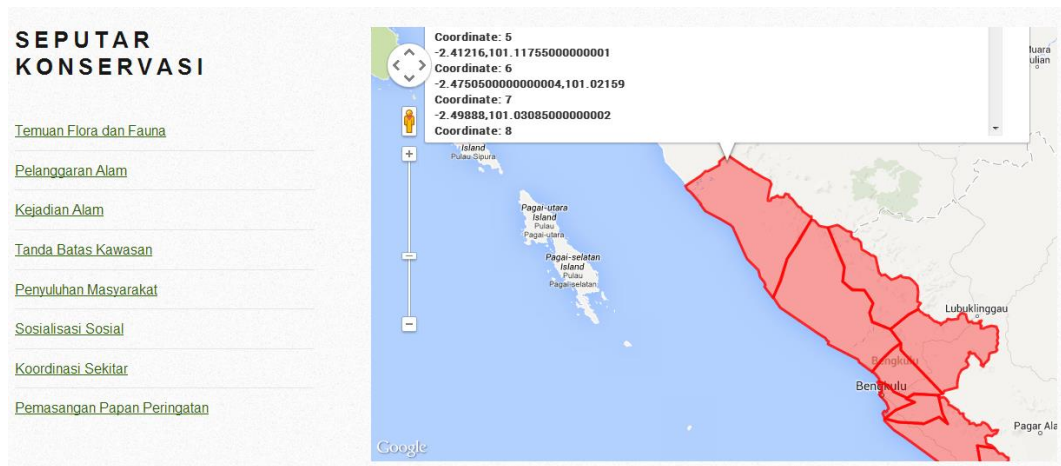 SEPUTAR
KONSERVASI
Temuan Flora dan Fauna
Pelanggaran Alam
Kejadian Alam
Tanda Batas Kawasan
Penyuluhan Masyarakat
Sosialisasi Sosial
Koordinasi Sekitar
Pemasangan Papan Peringatan
Coordinate: 5
-2.41216,101.11755000000001
Coordinate: 6
-2.4750500000000004,101.02159
Coordinate: 7
-2.49888,101.03085000000002
Coordinate: 8
Island
Pulau Sipura
Pagai-utara
Island
Pulau
Pagai-utara
Pagai-selatan
Island
Pulau
Pagai-selatan
Lubuklinggau
Bengkulu
Bengkulu
Pagar Ala
Google